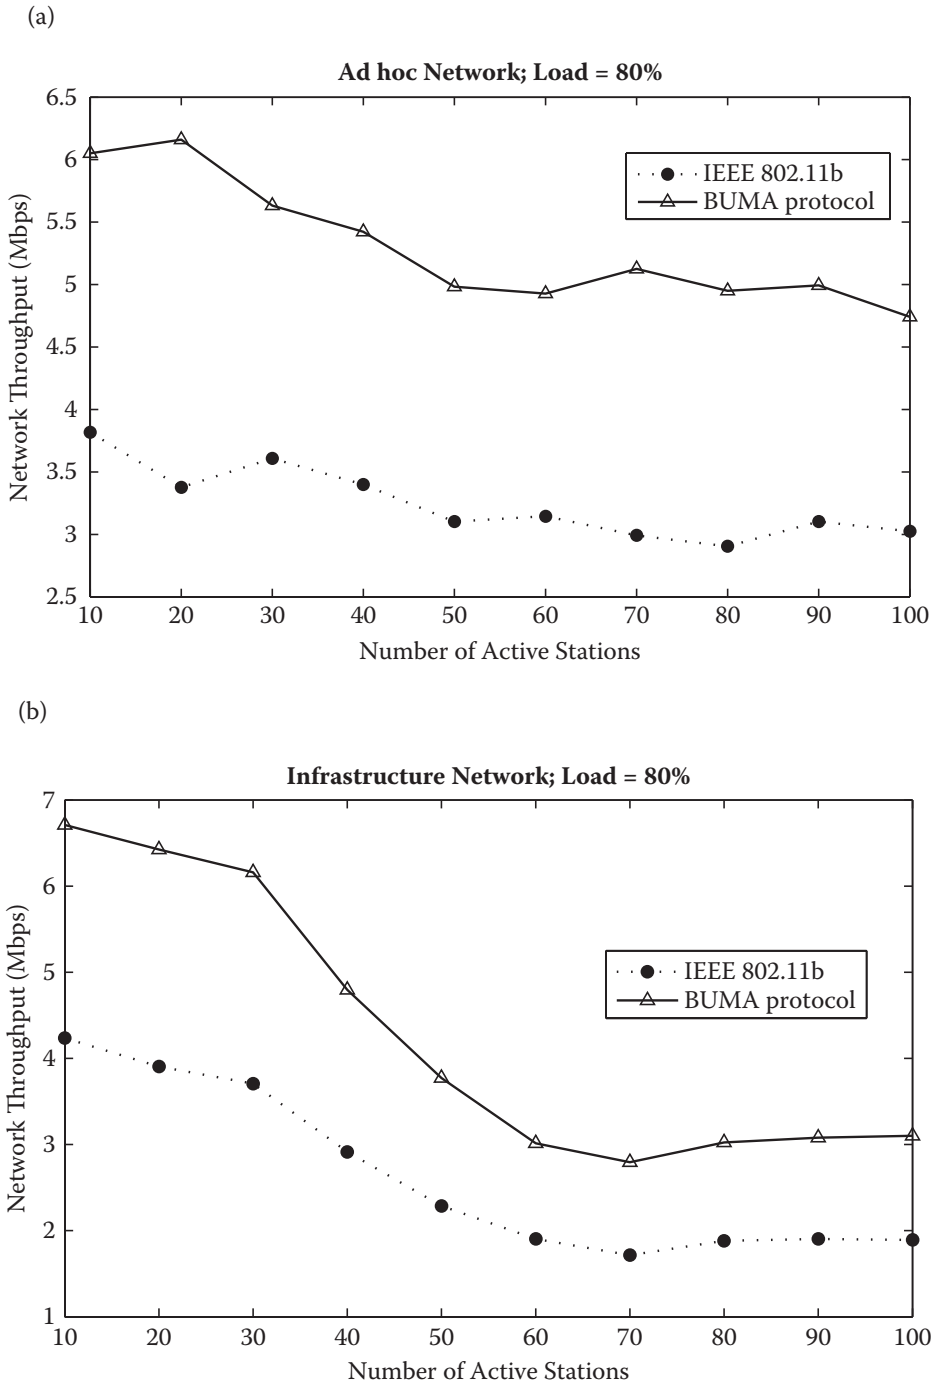 (a)
Ad hoc Network; Load = 80%
6.5
6
5.5
5
4.5
4
3.5
3
2.5
Network Throughput (Mbps)
IEEE 802.11b
BUMA protocol
10 20 30 40 50 60 70 80 90 100
Number of Active Stations
(b)
Infrastructure Network; Load = 80%
7
6
5
4
3
2
1
Network Throughput (Mbps)
IEEE 802.11b
BUMA protocol
10 20 30 40 50 60 70 80 90 100
Number of Active Stations